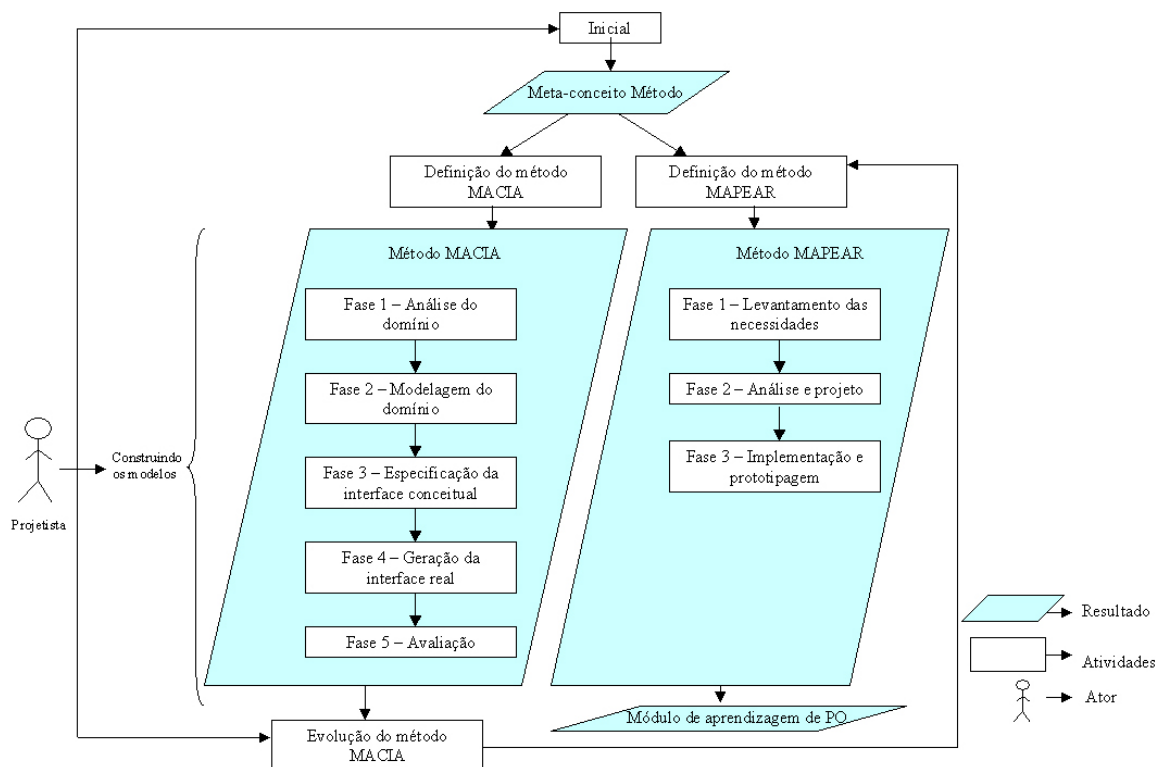 Inicial
Meta-conceito Método
Definição do método
MACIA
Definição do método
MAPEAR
Método MACIA
Fase 1 – Análise do
domínio
Fase 2 – Modelagem do
domínio
Fase 3 – Especificação da
interface conceitual
Fase 4 – Geração da
interface real
Fase 5 – Avaliação
Método MAPEAR
Fase 1 – Levantamento das
necessidades
Fase 2 – Análise e projeto
Fase 3 – Implementação e
prototipagem
Projetista
Construindo
os modelos
Evolução do método
MACIA
Módulo de aprendizagem de PO
Resultado
Atividades
Ator